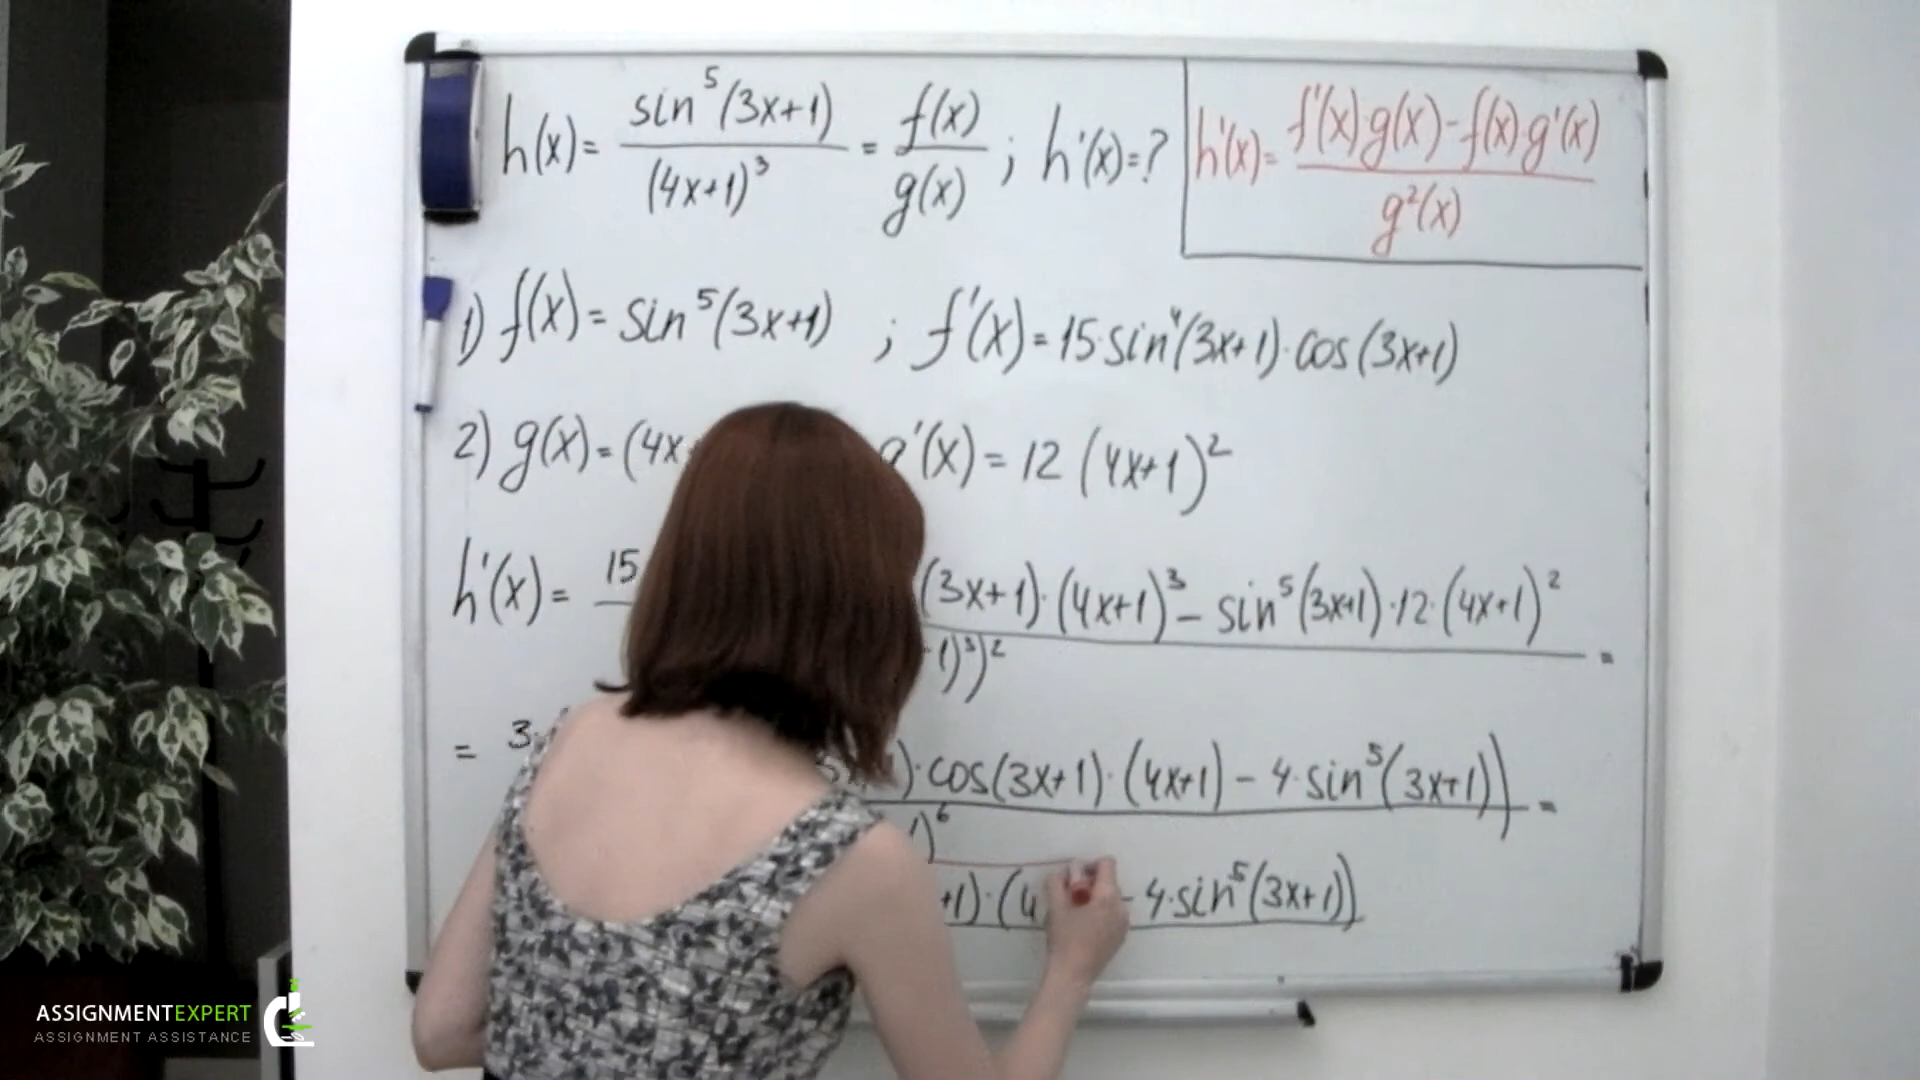 h(x) = sin⁵(3x+1) / (4x+1)³ = f(x) / g(x) ; h'(x)=?
h'(x) = f'(x)·g(x) - f(x)·g'(x) / g²(x)
1) f(x) = sin⁵(3x+1) ; f'(x) = 15·sin⁴(3x+1)·cos(3x+1)
2) g(x) = (4x g'(x) = 12 (4x+1)²
h'(x) = 15 (3x+1)·(4x+1)³ - sin⁵(3x+1)·12·(4x+1)² =
1)³)²
= 3· )·cos(3x+1)·(4x+1) - 4·sin⁵(3x+1)) =
1)⁶
+1)·(4 - 4·sin⁵(3x+1))
ASSIGNMENTEXPERT
ASSIGNMENT ASSISTANCE